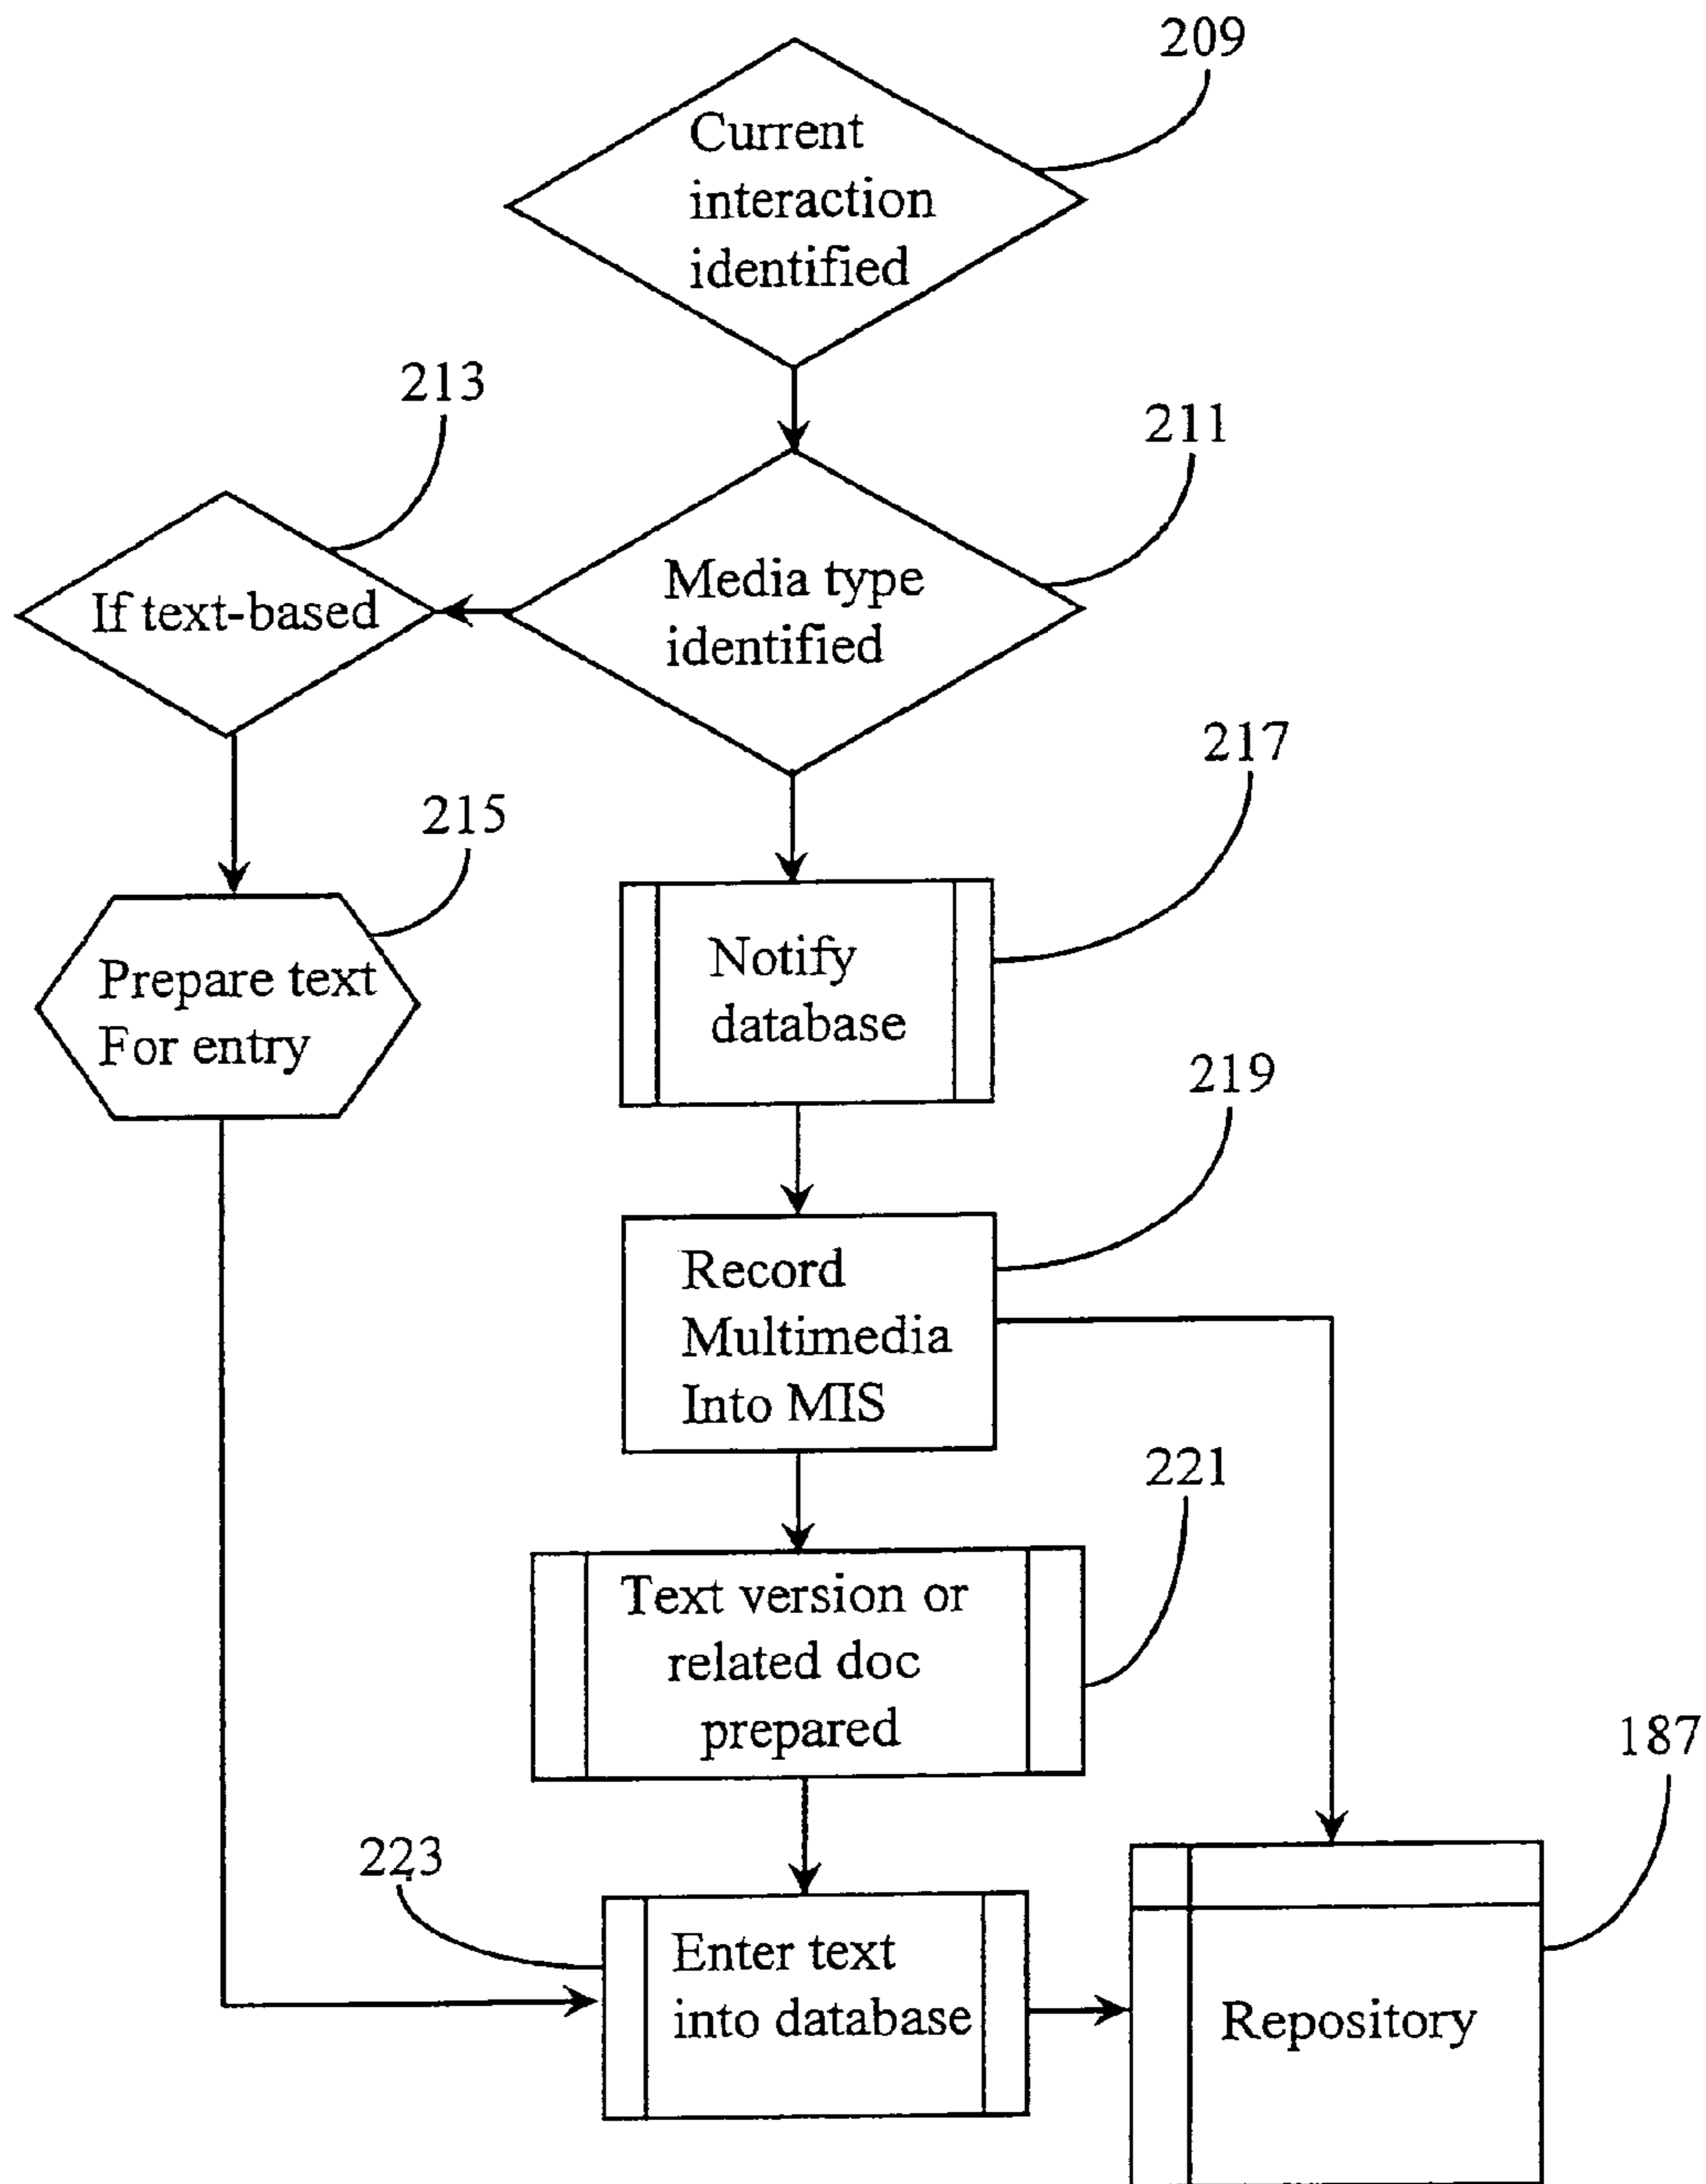 209
Current
interaction
identified
213
211
If text-based
Media type
identified
217
215
Prepare text
For entry
Notify
database
219
Record
Multimedia
Into MIS
221
Text version or
related doc
prepared
187
223
Enter text
into database
Repository